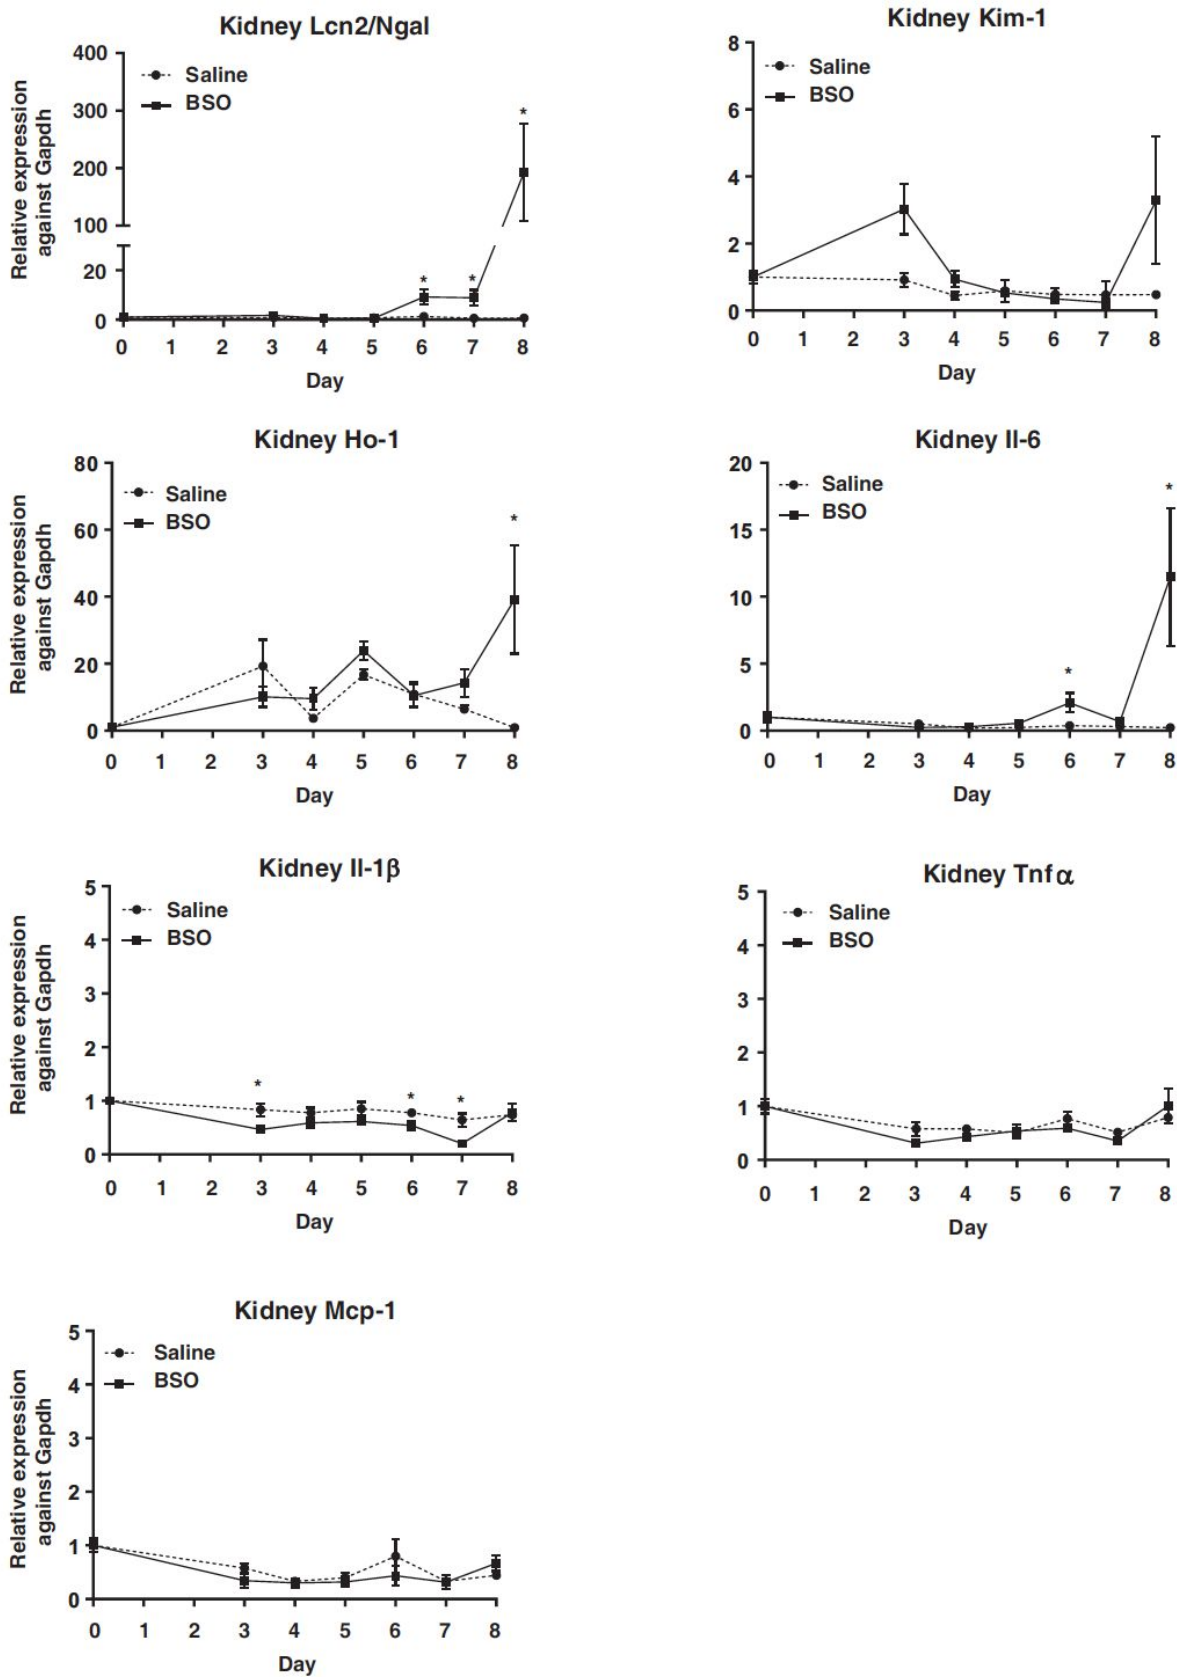 Kidney Lcn2/Ngal
Relative expression
against Gapdh
400
300
200
100
20
0
Saline
BSO
*
* *
0 1 2 3 4 5 6 7 8
Day
Kidney Kim-1
8
6
4
2
0
Saline
BSO
0 1 2 3 4 5 6 7 8
Day
Kidney Ho-1
Relative expression
against Gapdh
80
60
40
20
0
Saline
BSO
*
0 1 2 3 4 5 6 7 8
Day
Kidney Il-6
20
15
10
5
0
Saline
BSO
*
*
0 1 2 3 4 5 6 7 8
Day
Kidney Il-1β
Relative expression
against Gapdh
5
4
3
2
1
0
Saline
BSO
* * *
0 1 2 3 4 5 6 7 8
Day
Kidney Tnfα
5
4
3
2
1
0
Saline
BSO
0 1 2 3 4 5 6 7 8
Day
Kidney Mcp-1
Relative expression
against Gapdh
5
4
3
2
1
0
Saline
BSO
0 1 2 3 4 5 6 7 8
Day